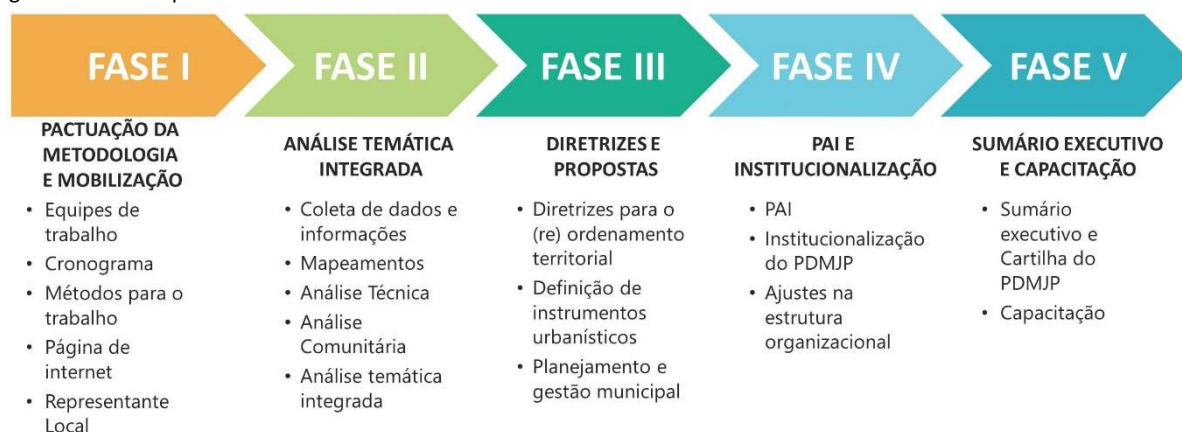 FASE I
PACTUAÇÃO DA
METODOLOGIA
E MOBILIZAÇÃO
• Equipes de
trabalho
• Cronograma
• Métodos para o
trabalho
• Página de
internet
• Representante
Local
FASE II
ANÁLISE TEMÁTICA
INTEGRADA
• Coleta de dados e
informações
• Mapeamentos
• Análise Técnica
• Análise
Comunitária
• Análise temática
integrada
FASE III
DIRETRIZES E
PROPOSTAS
• Diretrizes para o
(re) ordenamento
territorial
• Definição de
instrumentos
urbanísticos
• Planejamento e
gestão municipal
FASE IV
PAI E
INSTITUCIONALIZAÇÃO
• PAI
• Institucionalização
do PDMJP
• Ajustes na
estrutura
organizacional
FASE V
SUMÁRIO EXECUTIVO
E CAPACITAÇÃO
• Sumário
executivo e
Cartilha do
PDMJP
• Capacitação